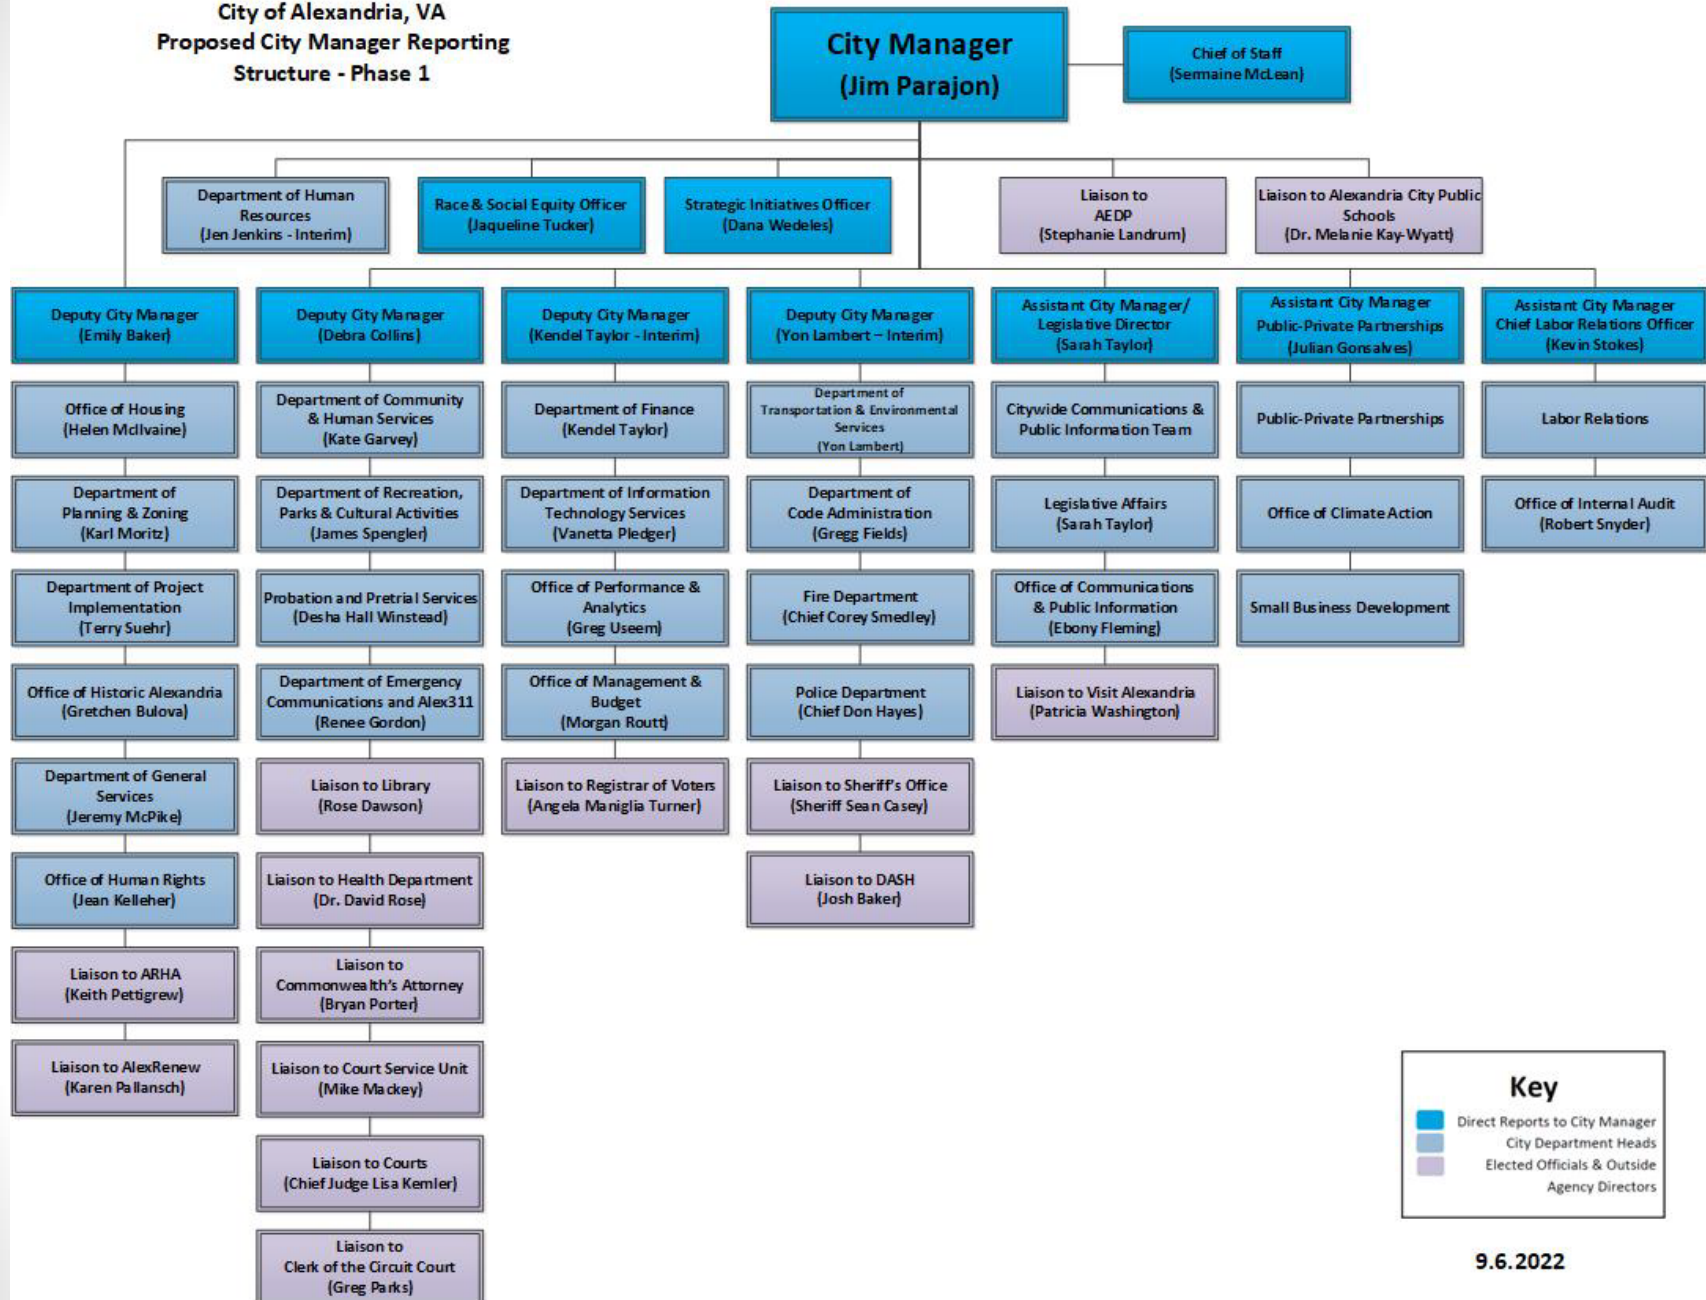 City of Alexandria, VA
Proposed City Manager Reporting
Structure - Phase 1
City Manager
(Jim Parajon)
Chief of Staff
(Sermaine McLean)
Department of Human
Resources
(Jen Jenkins - Interim)
Race & Social Equity Officer
(Jaqueline Tucker)
Strategic Initiatives Officer
(Dana Wedeles)
Liaison to
AEDP
(Stephanie Landrum)
Liaison to Alexandria City Public
Schools
(Dr. Melanie Kay-Wyatt)
Deputy City Manager
(Emily Baker)
Deputy City Manager
(Debra Collins)
Deputy City Manager
(Kendel Taylor - Interim)
Deputy City Manager
(Yon Lambert – Interim)
Assistant City Manager/
Legislative Director
(Sarah Taylor)
Assistant City Manager
Public-Private Partnerships
(Julian Gonsalves)
Assistant City Manager
Chief Labor Relations Officer
(Kevin Stokes)
Office of Housing
(Helen McIlvaine)
Department of Community
& Human Services
(Kate Garvey)
Department of Finance
(Kendel Taylor)
Department of
Transportation & Environmental
Services
(Yon Lambert)
Citywide Communications &
Public Information Team
Public-Private Partnerships
Labor Relations
Department of
Planning & Zoning
(Karl Moritz)
Department of Recreation,
Parks & Cultural Activities
(James Spengler)
Department of Information
Technology Services
(Vanetta Pledger)
Department of
Code Administration
(Gregg Fields)
Legislative Affairs
(Sarah Taylor)
Office of Climate Action
Office of Internal Audit
(Robert Snyder)
Department of Project
Implementation
(Terry Suehr)
Probation and Pretrial Services
(Desha Hall Winstead)
Office of Performance &
Analytics
(Greg Useem)
Fire Department
(Chief Corey Smedley)
Office of Communications
& Public Information
(Ebony Fleming)
Small Business Development
Office of Historic Alexandria
(Gretchen Bulova)
Department of Emergency
Communications and Alex311
(Renee Gordon)
Office of Management &
Budget
(Morgan Routt)
Police Department
(Chief Don Hayes)
Liaison to Visit Alexandria
(Patricia Washington)
Department of General
Services
(Jeremy McPike)
Liaison to Library
(Rose Dawson)
Liaison to Registrar of Voters
(Angela Maniglia Turner)
Liaison to Sheriff's Office
(Sheriff Sean Casey)
Office of Human Rights
(Jean Kelleher)
Liaison to Health Department
(Dr. David Rose)
Liaison to DASH
(Josh Baker)
Liaison to ARHA
(Keith Pettigrew)
Liaison to
Commonwealth's Attorney
(Bryan Porter)
Liaison to AlexRenew
(Karen Pallansch)
Liaison to Court Service Unit
(Mike Mackey)
Liaison to Courts
(Chief Judge Lisa Kemler)
Liaison to
Clerk of the Circuit Court
(Greg Parks)
Key
Direct Reports to City Manager
City Department Heads
Elected Officials & Outside
Agency Directors
9.6.2022